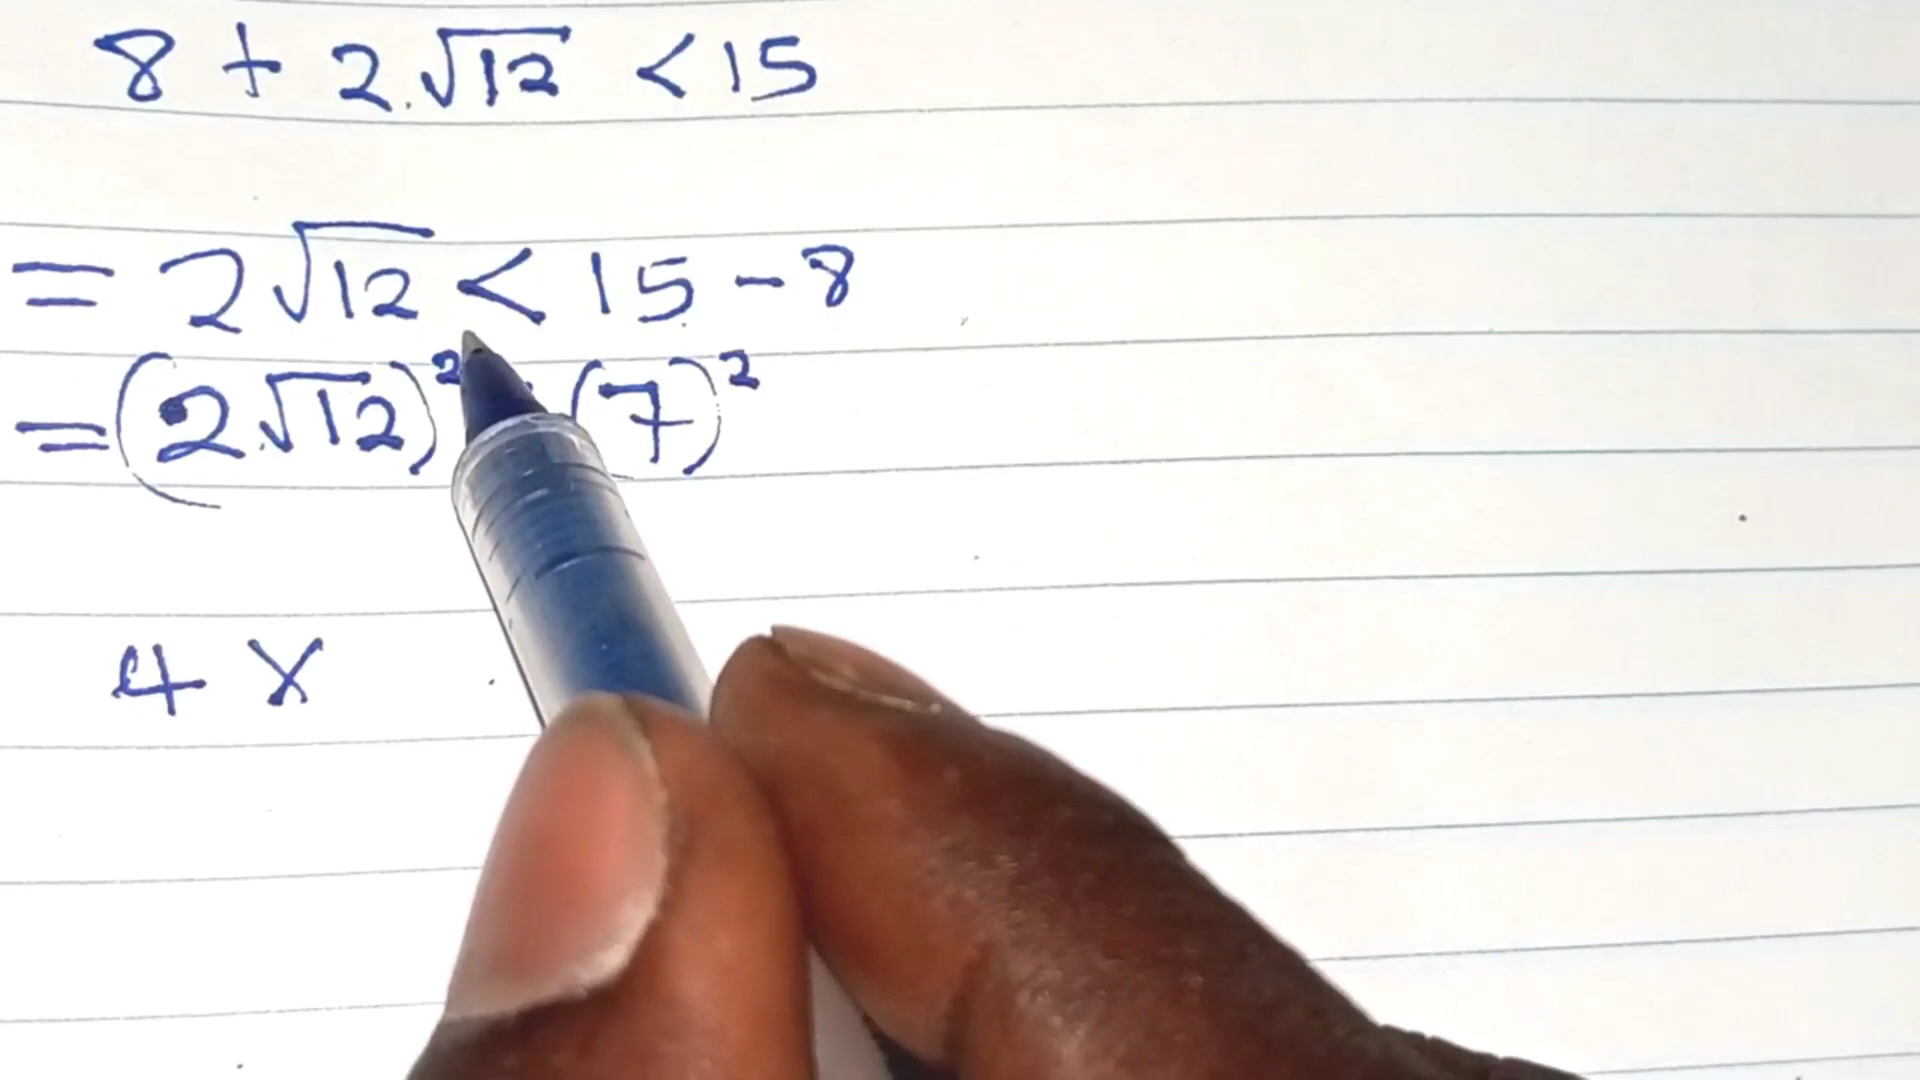 8 + 2.√12 < 15
= 2√12 < 15 - 8
= (2.√12)² (7)²
4 ×